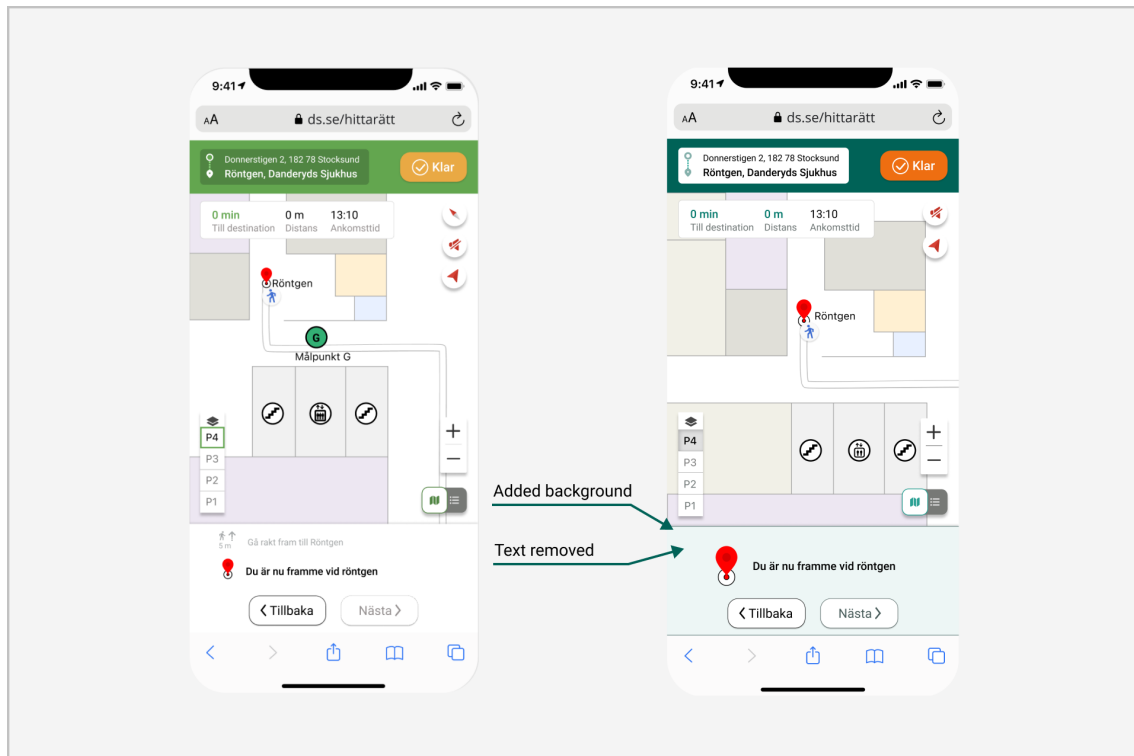 9:41
AA
ds.se/hittarätt
Donnerstigen 2, 182 78 Stocksund
Röntgen, Danderyds Sjukhus
Klar
0 min
0 m
13:10
Till destination
Distans
Ankomsttid
Röntgen
G
Målpunkt G
P4
P3
P2
P1
+
−
5 m
Gå rakt fram till Röntgen
Du är nu framme vid röntgen
Tillbaka
Nästa
Added background
Text removed
9:41
AA
ds.se/hittarätt
Donnerstigen 2, 182 78 Stocksund
Röntgen, Danderyds Sjukhus
Klar
0 min
0 m
13:10
Till destination
Distans
Ankomsttid
Röntgen
P4
P3
P2
P1
+
−
Du är nu framme vid röntgen
Tillbaka
Nästa